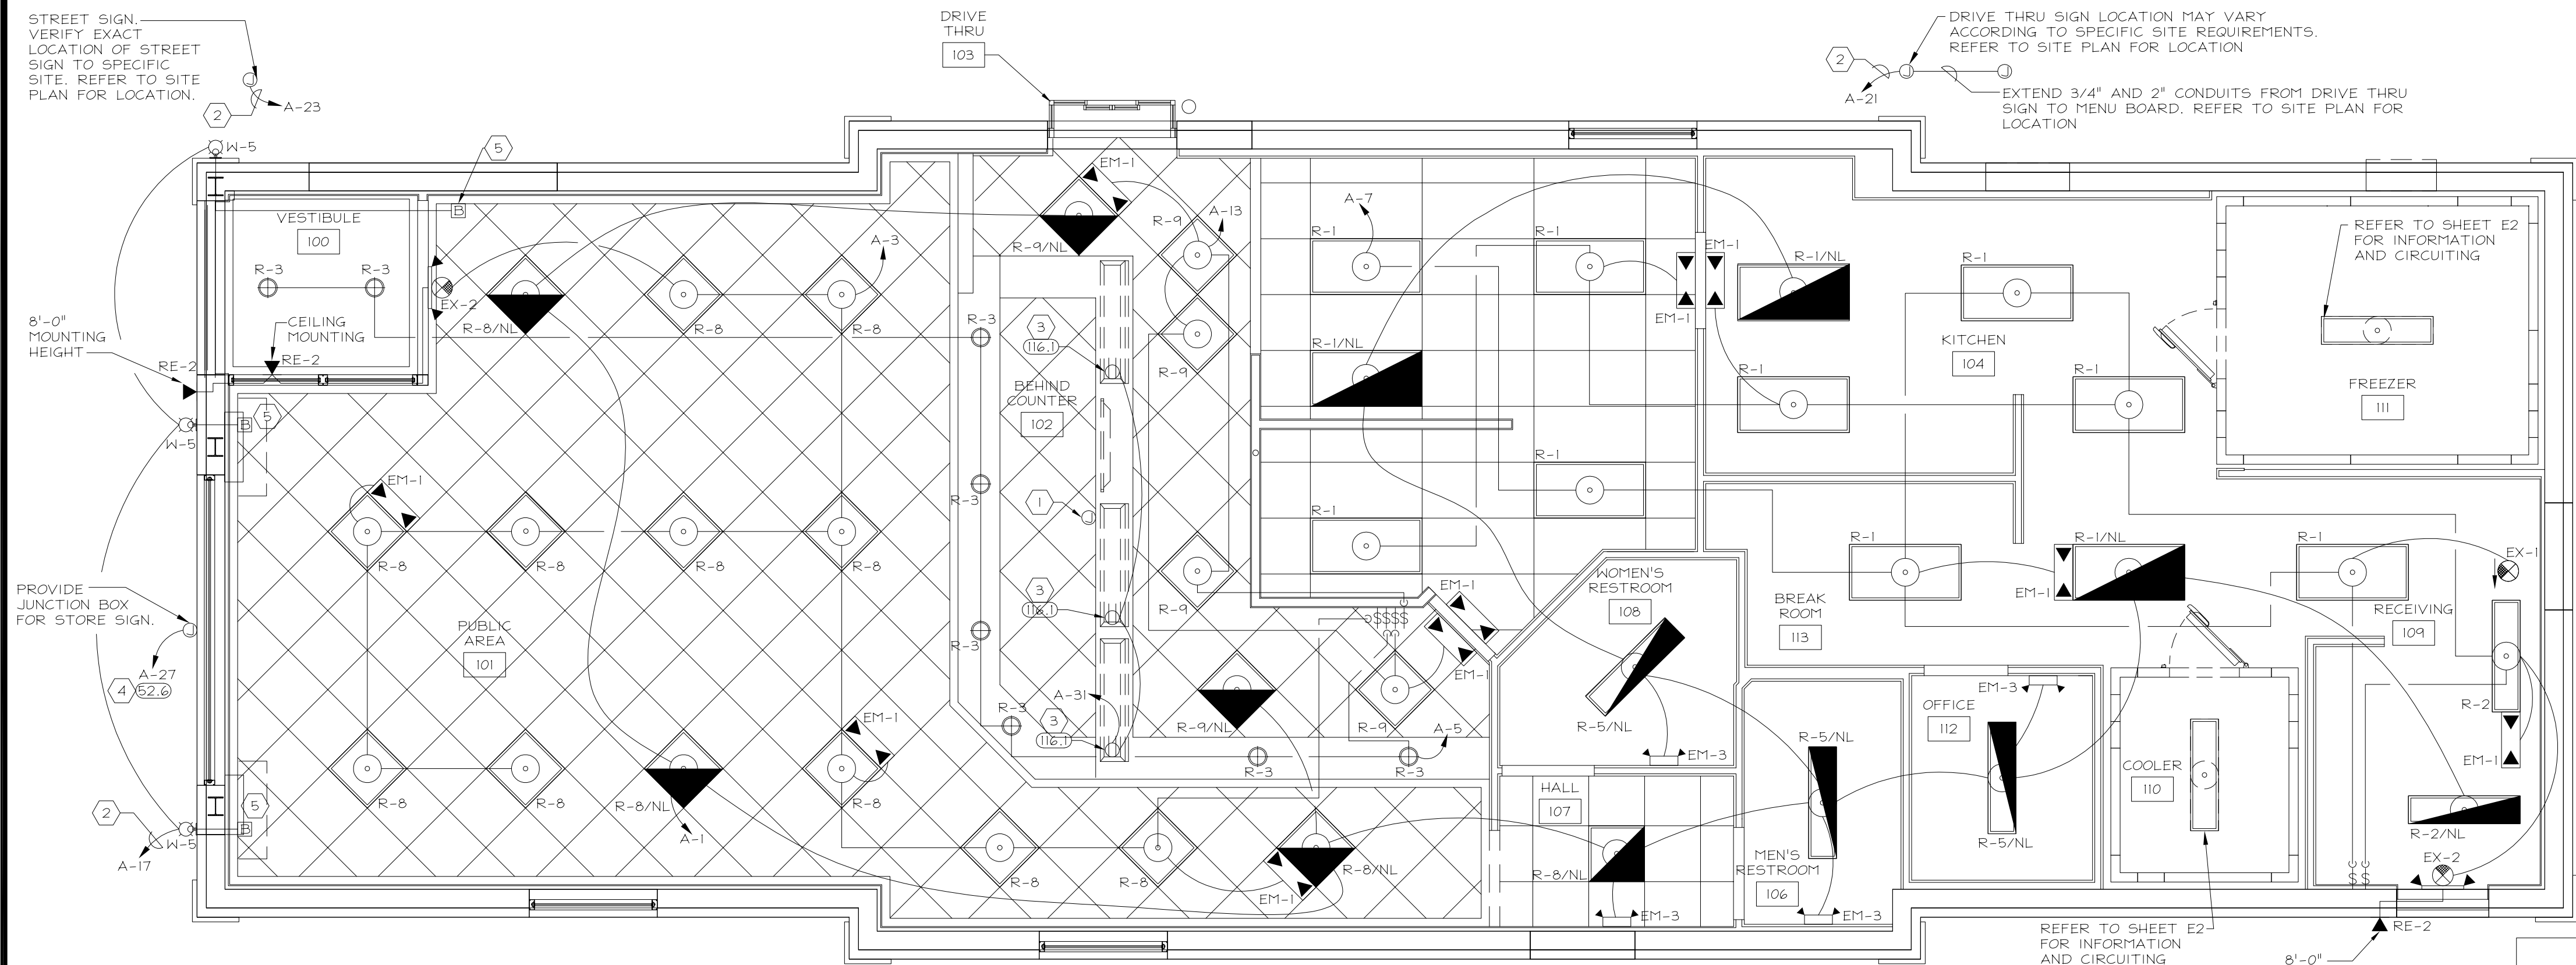 STREET SIGN.
VERIFY EXACT
LOCATION OF STREET
SIGN TO SPECIFIC
SITE. REFER TO SITE
PLAN FOR LOCATION.
2
A-23
DRIVE
THRU
103
DRIVE THRU SIGN LOCATION MAY VARY
ACCORDING TO SPECIFIC SITE REQUIREMENTS.
REFER TO SITE PLAN FOR LOCATION
2
A-21
EXTEND 3/4" AND 2" CONDUITS FROM DRIVE THRU
SIGN TO MENU BOARD. REFER TO SITE PLAN FOR
LOCATION
W-5
5
B
VESTIBULE
100
R-3
R-3
CEILING
MOUNTING
RE-2
8'-0"
MOUNTING
HEIGHT
RE-2
5
B
W-5
EX-2
R-8/NL
R-8
A-3
R-8
EM-1
R-9/NL
R-9
A-13
R-9
R-3
3
116.1
BEHIND
COUNTER
102
R-3
1
3
116.1
R-3
R-9
A-31
3
116.1
R-3
R-9/NL
R-3
R-9
R-3
A-5
$$$$
EM-1
EM-1
EM-1
R-8
R-8
R-8
R-8
PUBLIC
AREA
101
PROVIDE
JUNCTION BOX
FOR STORE SIGN.
A-27
4
52.6
2
A-17
W-5
5
B
R-8
R-8
R-8/NL
A-1
EM-1
R-8
R-8
R-8
EM-1
R-8/NL
R-1
A-7
R-1
EM-1
EM-1
R-1/NL
R-1
R-1
R-1/NL
R-1
KITCHEN
104
R-1
R-1
REFER TO SHEET E2
FOR INFORMATION
AND CIRCUITING
FREEZER
111
WOMEN'S
RESTROOM
108
R-5/NL
EM-3
BREAK
ROOM
113
R-1
R-1/NL
EM-1
R-1
EX-1
RECEIVING
109
R-2
EM-1
R-2/NL
EX-2
$$
RE-2
8'-0"
HALL
107
R-8/NL
EM-3
R-5/NL
MEN'S
RESTROOM
106
EM-3
OFFICE
112
EM-3
R-5/NL
COOLER
110
REFER TO SHEET E2
FOR INFORMATION
AND CIRCUITING